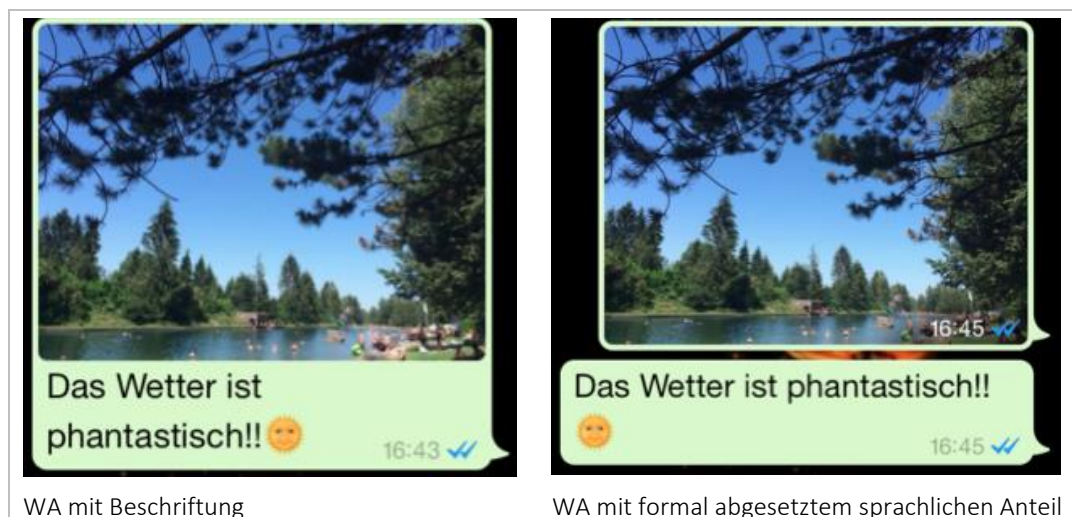 Das Wetter ist
phantastisch!!🌞
16:43
WA mit Beschriftung
16:45
Das Wetter ist phantastisch!!
🌞
16:45
WA mit formal abgesetztem sprachlichen Anteil